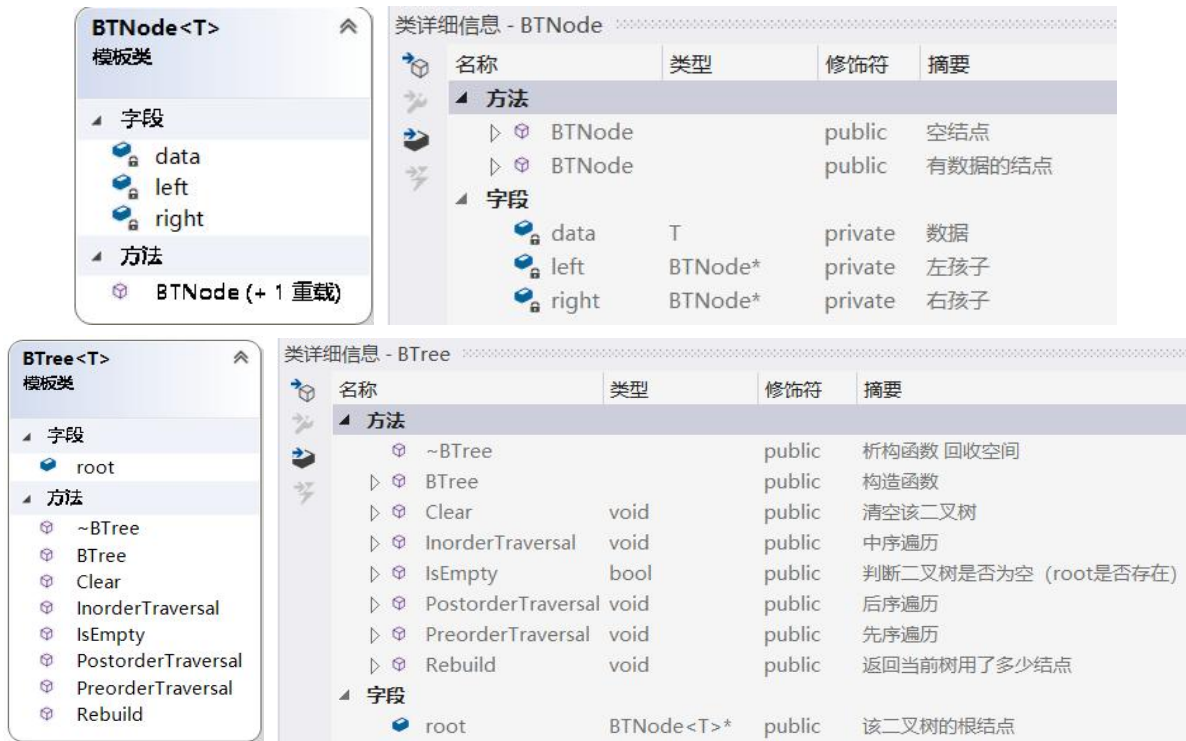 BTNode<T>
模板类
字段
data
left
right
方法
BTNode (+ 1 重载)
类详细信息 - BTNode
名称 类型 修饰符 摘要
方法
BTNode public 空结点
BTNode public 有数据的结点
字段
data T private 数据
left BTNode* private 左孩子
right BTNode* private 右孩子
BTree<T>
模板类
字段
root
方法
~BTree
BTree
Clear
InorderTraversal
IsEmpty
PostorderTraversal
PreorderTraversal
Rebuild
类详细信息 - BTree
名称 类型 修饰符 摘要
方法
~BTree public 析构函数 回收空间
BTree public 构造函数
Clear void public 清空该二叉树
InorderTraversal void public 中序遍历
IsEmpty bool public 判断二叉树是否为空（root是否存在)
PostorderTraversal void public 后序遍历
PreorderTraversal void public 先序遍历
Rebuild void public 返回当前树用了多少结点
字段
root BTNode<T>* public 该二叉树的根结点